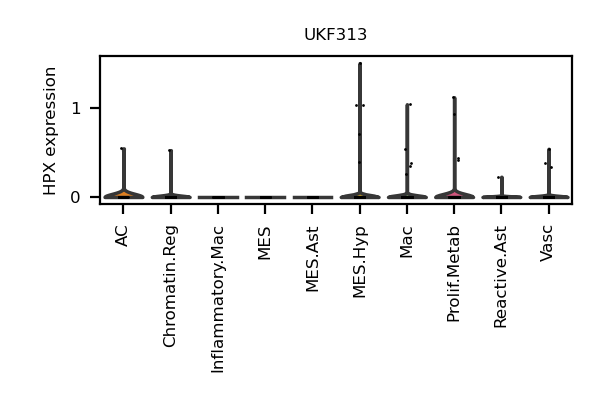 UKF313
HPX expression
1
0
AC
Chromatin.Reg
Inflammatory.Mac
MES
MES.Ast
MES.Hyp
Mac
Prolif.Metab
Reactive.Ast
Vasc